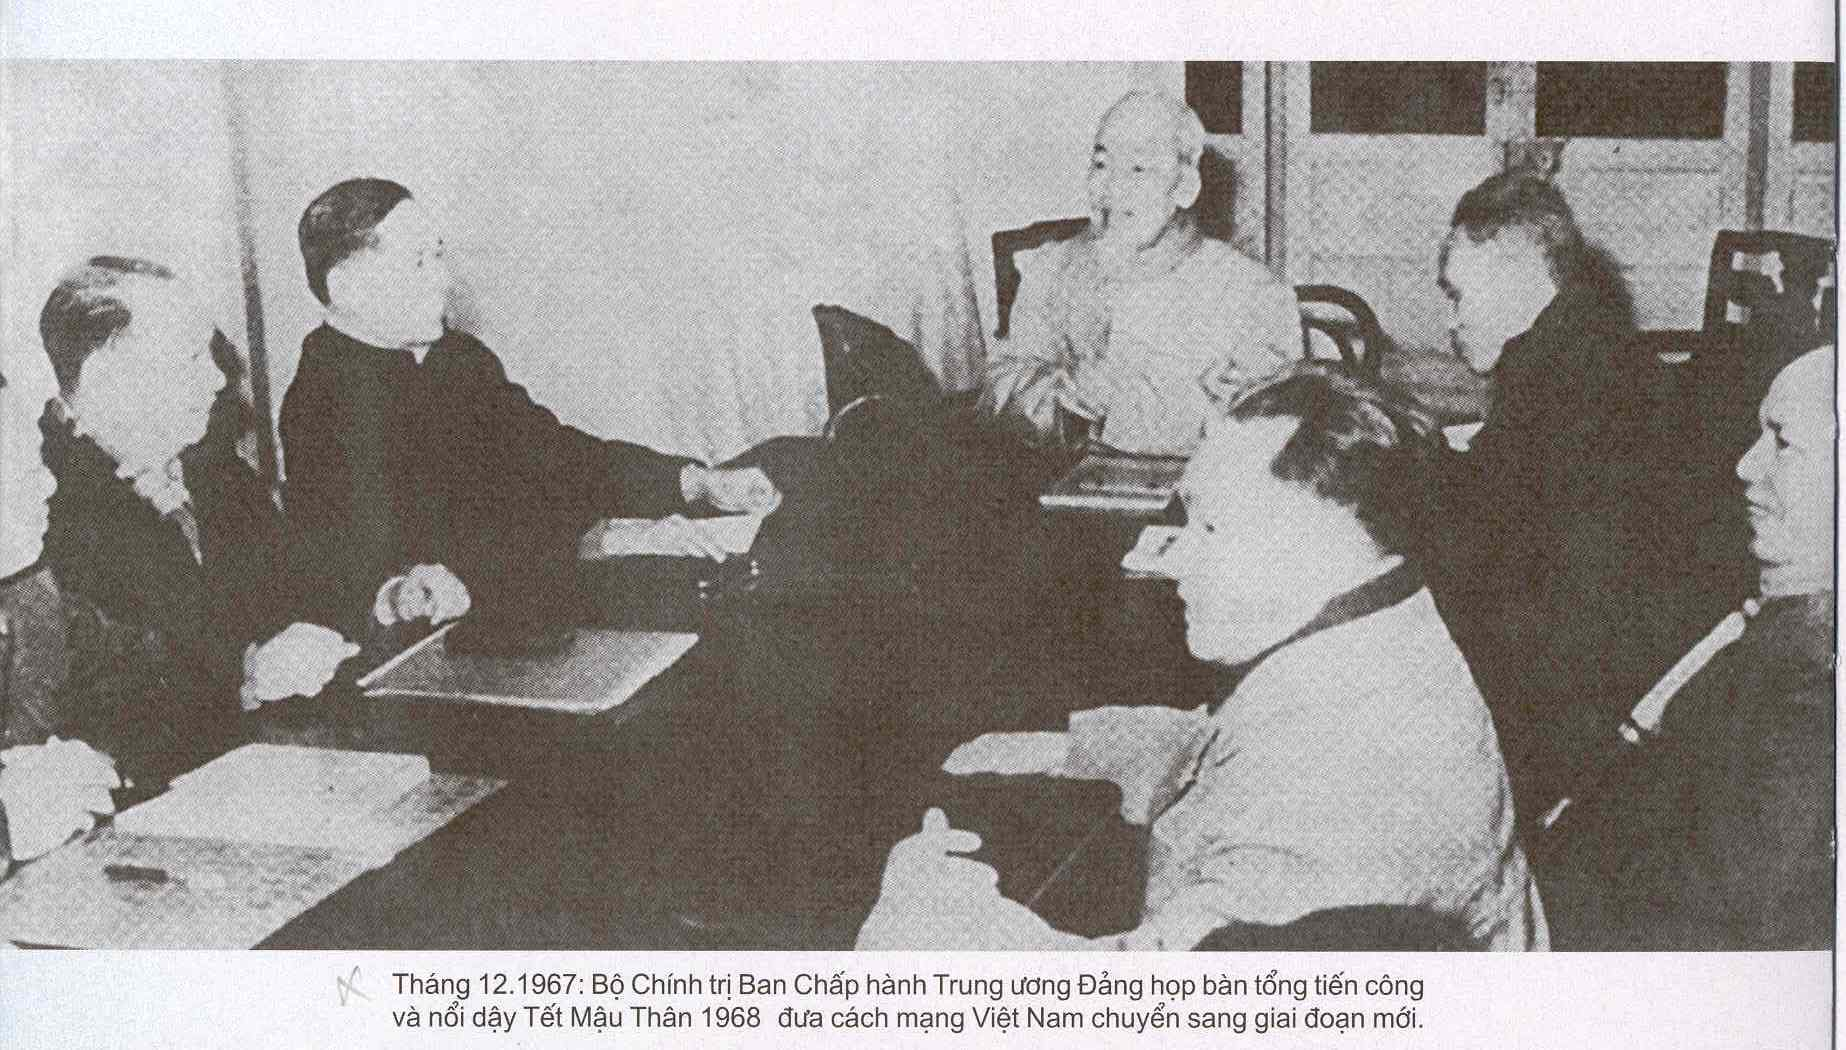 Tháng 12.1967: Bộ Chính trị Ban Chấp hành Trung ương Đảng họp bàn tổng tiến công
và nổi dậy Tết Mậu Thân 1968 đưa cách mạng Việt Nam chuyển sang giai đoạn mới.